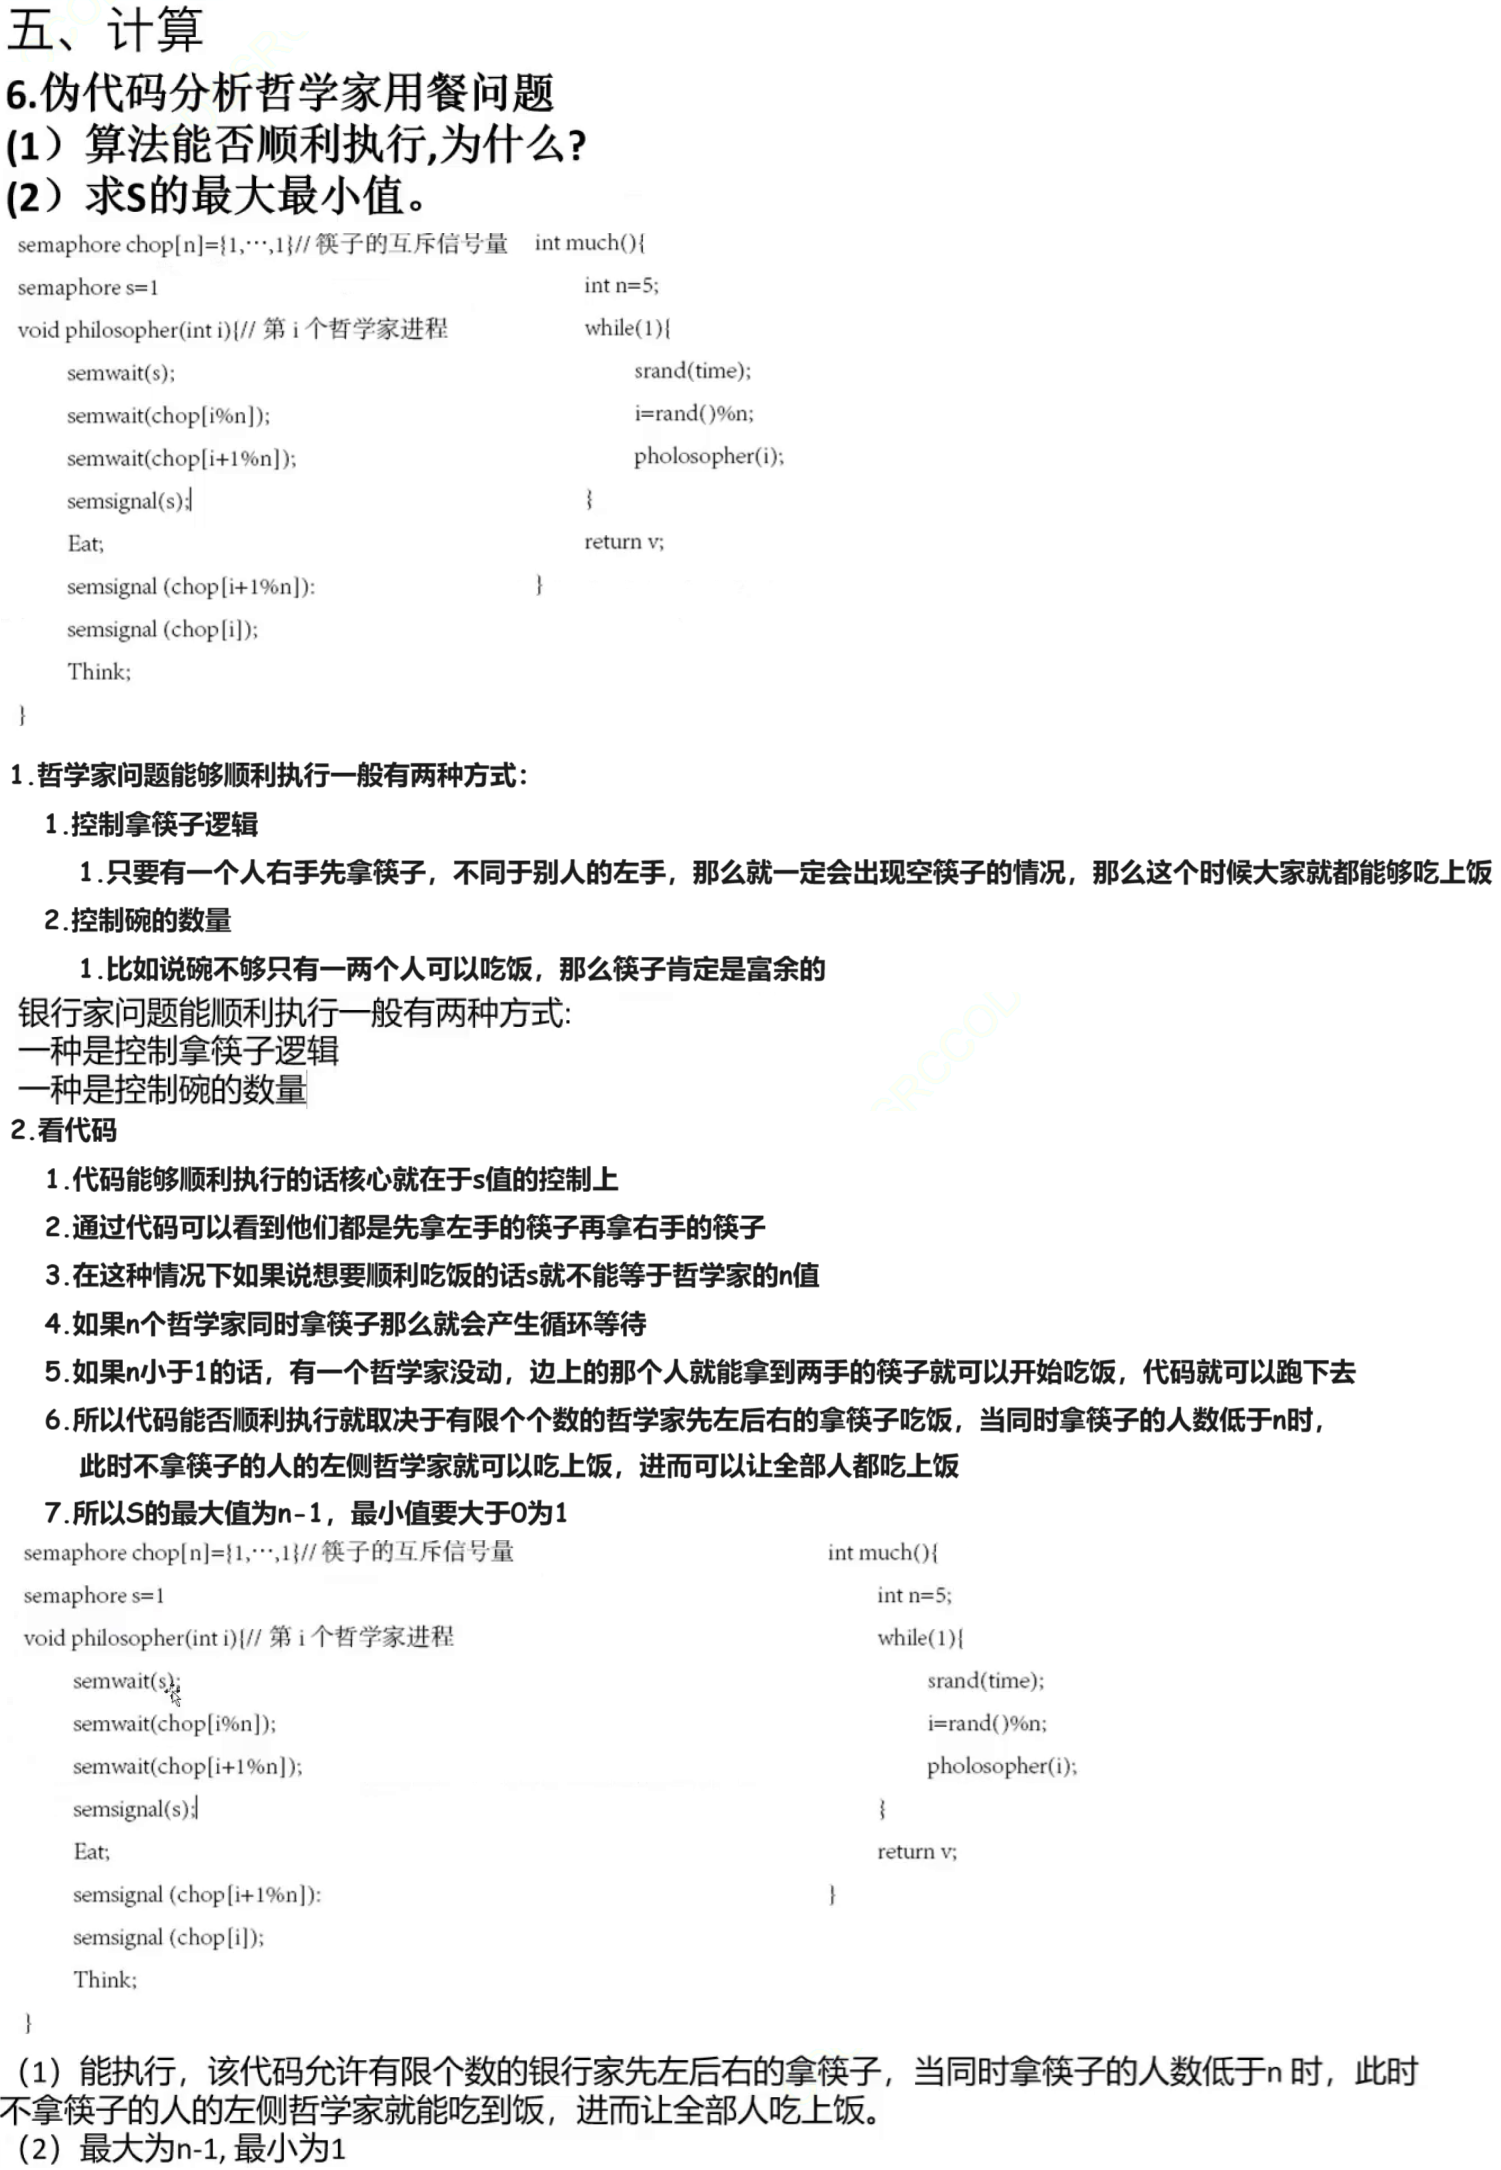 五、计算
6.伪代码分析哲学家用餐问题
(1）算法能否顺利执行,为什么?
(2）求S的最大最小值。
semaphore chop[n]={1,···,1}// 筷子的互斥信号量
semaphore s=1
void philosopher(int i){// 第 i 个哲学家进程
semwait(s);
semwait(chop[i%n]);
semwait(chop[i+1%n]);
semsignal(s);
Eat;
semsignal (chop[i+1%n]):
semsignal (chop[i]);
Think;
}
int much(){
int n=5;
while(1){
srand(time);
i=rand()%n;
pholosopher(i);
}
return v;
}
1.哲学家问题能够顺利执行一般有两种方式：
1.控制拿筷子逻辑
1.只要有一个人右手先拿筷子，不同于别人的左手，那么就一定会出现空筷子的情况，那么这个时候大家就都能够吃上饭
2.控制碗的数量
1.比如说碗不够只有一两个人可以吃饭，那么筷子肯定是富余的
银行家问题能顺利执行一般有两种方式:
一种是控制拿筷子逻辑
一种是控制碗的数量
2.看代码
1.代码能够顺利执行的话核心就在于s值的控制上
2.通过代码可以看到他们都是先拿左手的筷子再拿右手的筷子
3.在这种情况下如果说想要顺利吃饭的话s就不能等于哲学家的n值
4.如果n个哲学家同时拿筷子那么就会产生循环等待
5.如果n小于1的话，有一个哲学家没动，边上的那个人就能拿到两手的筷子就可以开始吃饭，代码就可以跑下去
6.所以代码能否顺利执行就取决于有限个个数的哲学家先左后右的拿筷子吃饭，当同时拿筷子的人数低于n时，
此时不拿筷子的人的左侧哲学家就可以吃上饭，进而可以让全部人都吃上饭
7.所以S的最大值为n-1，最小值要大于0为1
semaphore chop[n]={1,···,1}// 筷子的互斥信号量
semaphore s=1
void philosopher(int i){// 第 i 个哲学家进程
semwait(s);
semwait(chop[i%n]);
semwait(chop[i+1%n]);
semsignal(s);
Eat;
semsignal (chop[i+1%n]):
semsignal (chop[i]);
Think;
}
int much(){
int n=5;
while(1){
srand(time);
i=rand()%n;
pholosopher(i);
}
return v;
}
（1）能执行，该代码允许有限个数的银行家先左后右的拿筷子，当同时拿筷子的人数低于n 时，此时
不拿筷子的人的左侧哲学家就能吃到饭，进而让全部人吃上饭。
（2）最大为n-1, 最小为1